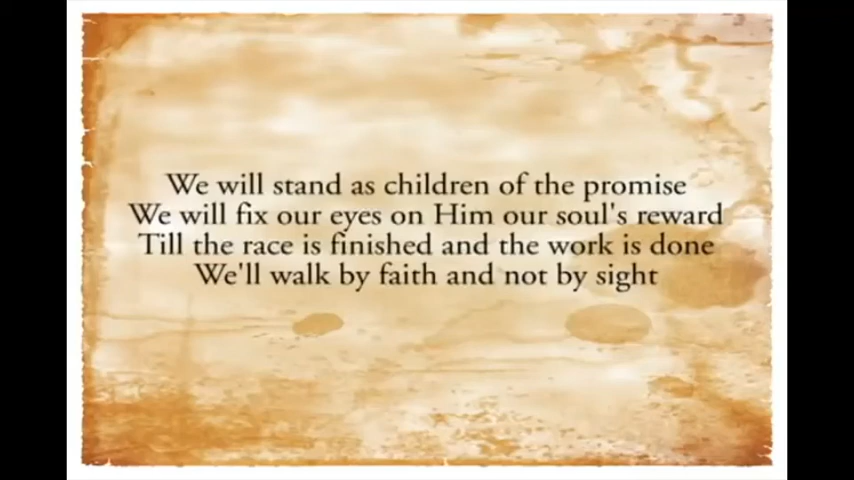 We will stand as children of the promise
We will fix our eyes on Him our soul's reward
Till the race is finished and the work is done
We'll walk by faith and not by sight